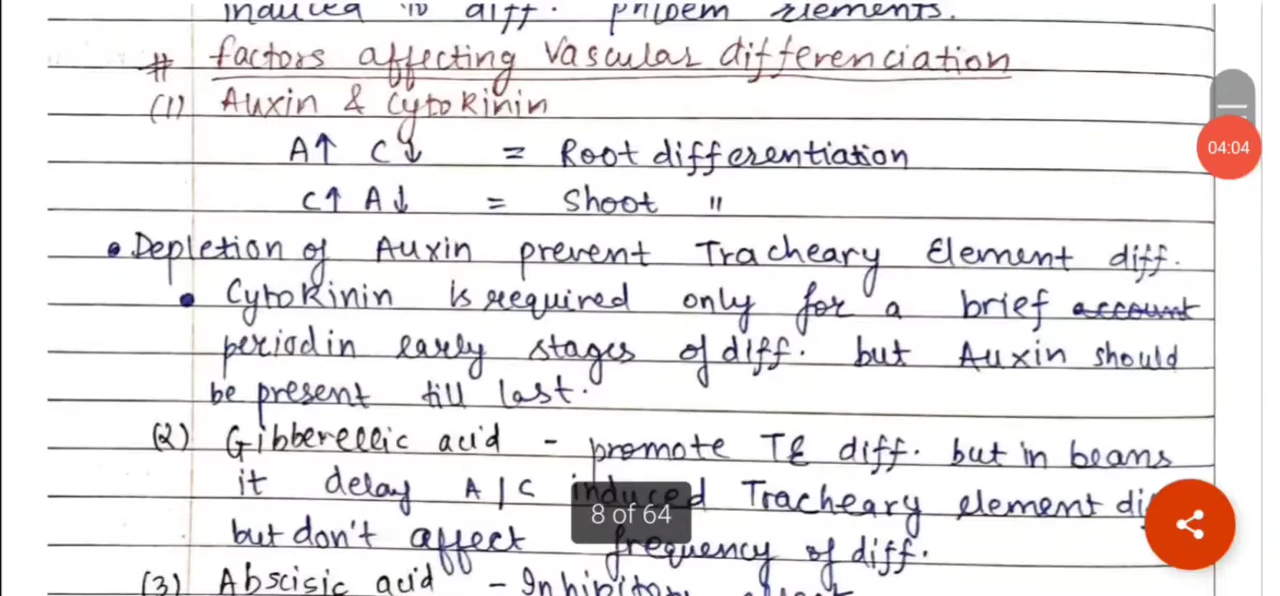 induced to diff. phloem elements.
# factors affecting Vascular differenciation
(1) Auxin & Cytokinin
A↑ C↓ = Root differentiation
C↑ A↓ = Shoot "
• Depletion of Auxin prevent Tracheary Element diff.
• Cytokinin is required only for a brief account
period in early stages of diff. but Auxin should
be present till last.
(2) Gibberellic acid - promote TE diff. but in beans
it delay A/C induced Tracheary element di
but don't affect frequency of diff.
(3) Abscisic acid - Inhibitory effect
04:04
8 of 64